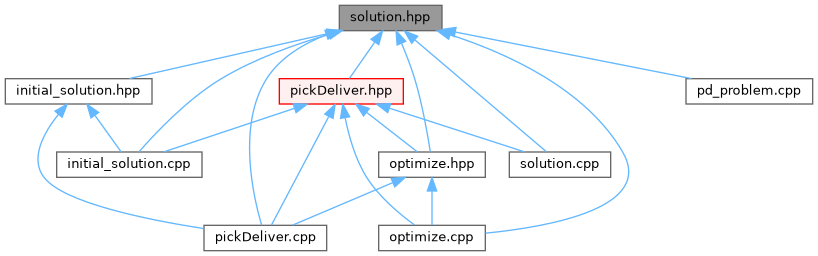 solution.hpp
initial_solution.hpp
pickDeliver.hpp
pd_problem.cpp
initial_solution.cpp
optimize.hpp
solution.cpp
pickDeliver.cpp
optimize.cpp